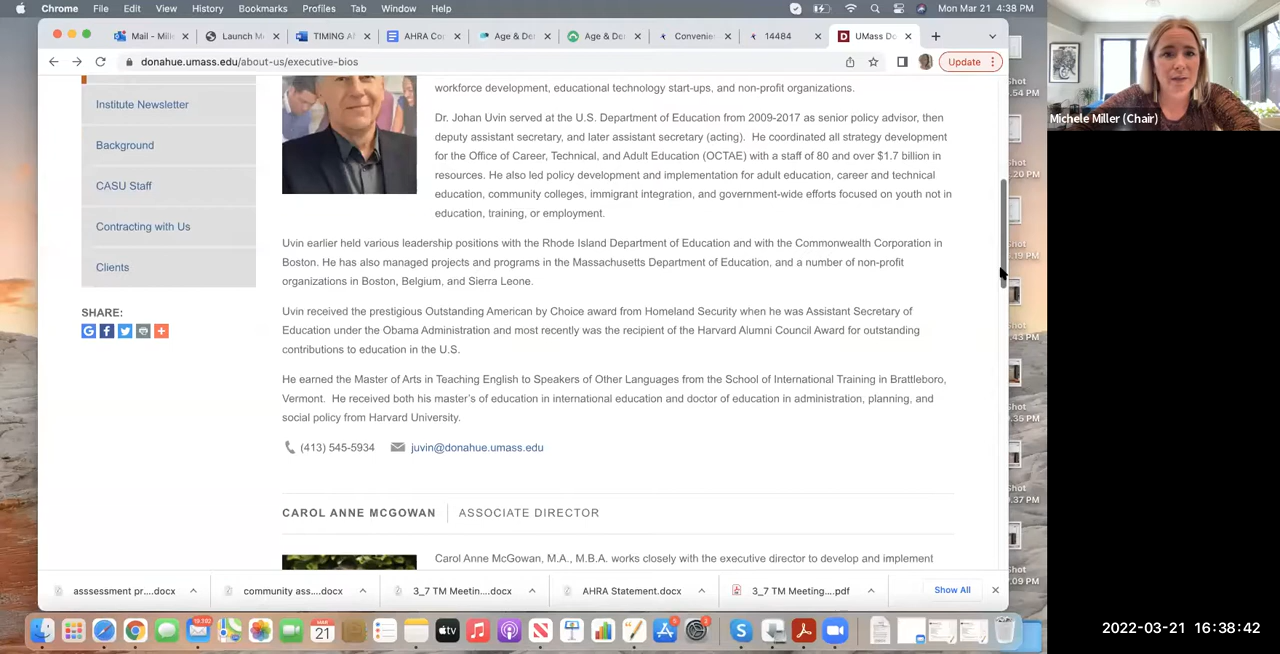 Chrome File Edit View History Bookmarks Profiles Tab Window Help Mon Mar 21 4:38 PM
Mail - Mill Launch M TIMING A AHRA Co Age & De Age & De Convenie 14484 UMass Do
donahue.umass.edu/about-us/executive-bios Update
Michele Miller (Chair)
Institute Newsletter
Background
CASU Staff
Contracting with Us
Clients
SHARE:
workforce development, educational technology start-ups, and non-profit organizations.
Dr. Johan Uvin served at the U.S. Department of Education from 2009-2017 as senior policy advisor, then
deputy assistant secretary, and later assistant secretary (acting). He coordinated all strategy development
for the Office of Career, Technical, and Adult Education (OCTAE) with a staff of 80 and over $1.7 billion in
resources. He also led policy development and implementation for adult education, career and technical
education, community colleges, immigrant integration, and government-wide efforts focused on youth not in
education, training, or employment.
Uvin earlier held various leadership positions with the Rhode Island Department of Education and with the Commonwealth Corporation in
Boston. He has also managed projects and programs in the Massachusetts Department of Education, and a number of non-profit
organizations in Boston, Belgium, and Sierra Leone.
Uvin received the prestigious Outstanding American by Choice award from Homeland Security when he was Assistant Secretary of
Education under the Obama Administration and most recently was the recipient of the Harvard Alumni Council Award for outstanding
contributions to education in the U.S.
He earned the Master of Arts in Teaching English to Speakers of Other Languages from the School of International Training in Brattleboro,
Vermont. He received both his master's of education in international education and doctor of education in administration, planning, and
social policy from Harvard University.
(413) 545-5934 juvin@donahue.umass.edu
CAROL ANNE MCGOWAN ASSOCIATE DIRECTOR
Carol Anne McGowan, M.A., M.B.A. works closely with the executive director to develop and implement
asssessment pr....docx community ass....docx 3_7 TM Meetin....docx AHRA Statement.docx 3_7 TM Meeting....pdf Show All
2022-03-21 16:38:42